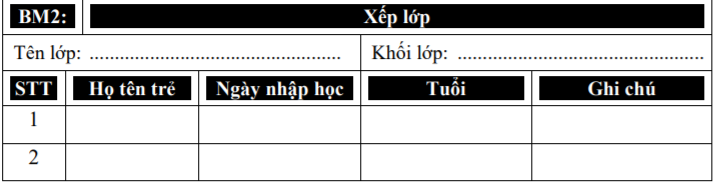 BM2: Xếp lớp
Tên lớp: .................................................. Khối lớp: .................................................
STT Họ tên trẻ Ngày nhập học Tuổi Ghi chú
1
2